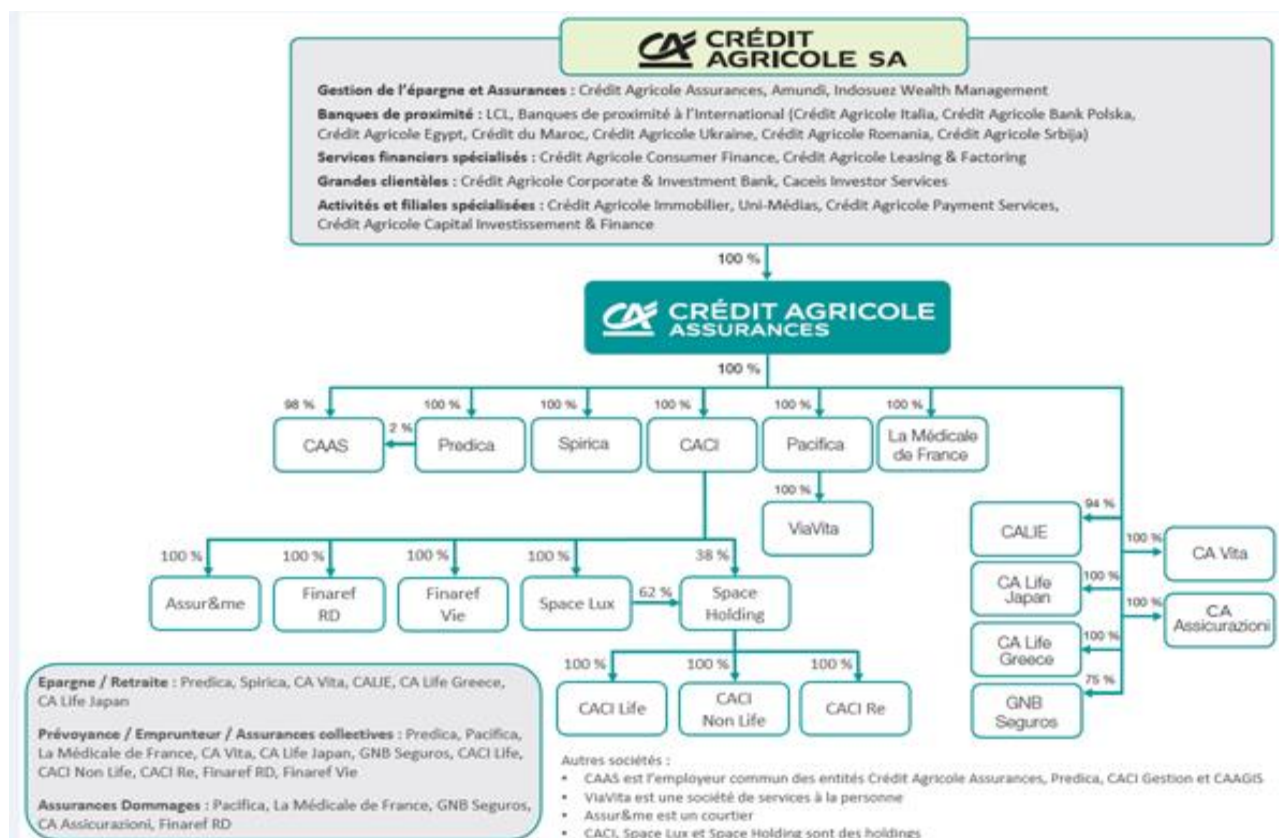 CRÉDIT
AGRICOLE SA
Gestion de l'épargne et Assurances : Crédit Agricole Assurances, Amundi, Indosuez Wealth Management
Banques de proximité : LCL, Banques de proximité à l'International (Crédit Agricole Italia, Crédit Agricole Bank Polska,
Crédit Agricole Egypt, Crédit du Maroc, Crédit Agricole Ukraine, Crédit Agricole Romania, Crédit Agricole Srbija)
Services financiers spécialisés : Crédit Agricole Consumer Finance, Crédit Agricole Leasing & Factoring
Grandes clientèles : Crédit Agricole Corporate & Investment Bank, Caceis Investor Services
Activités et filiales spécialisées : Crédit Agricole Immobilier, Uni-Médias, Crédit Agricole Payment Services,
Crédit Agricole Capital Investissement & Finance
100 %
CRÉDIT AGRICOLE
ASSURANCES
100 %
98 %
100 %
100 %
100 %
100 %
100 %
CAAS
2 %
Predica
Spirica
CACI
Pacifica
La Médicale
de France
100 %
ViaVita
94 %
CALIE
100 %
CA Vita
100 %
CA Life
Japan
100 %
CA
Assicurazioni
100 %
CA Life
Greece
75 %
GNB
Seguros
100 %
100 %
100 %
100 %
38 %
Assur&me
Finaref
RD
Finaref
Vie
Space Lux
62 %
Space
Holding
100 %
100 %
100 %
CACI Life
CACI
Non Life
CACI Re
Epargne / Retraite : Predica, Spirica, CA Vita, CALIE, CA Life Greece,
CA Life Japan
Prévoyance / Emprunteur / Assurances collectives : Predica, Pacifica,
La Médicale de France, CA Vita, CA Life Japan, GNB Seguros, CACI Life,
CACI Non Life, CACI Re, Finaref RD, Finaref Vie
Assurances Dommages : Pacifica, La Médicale de France, GNB Seguros,
CA Assicurazioni, Finaref RD
Autres sociétés :
• CAAS est l'employeur commun des entités Crédit Agricole Assurances, Predica, CACI Gestion et CAAGIS
• ViaVita est une société de services à la personne
• Assur&me est un courtier
• CACI, Space Lux et Space Holding sont des holdings